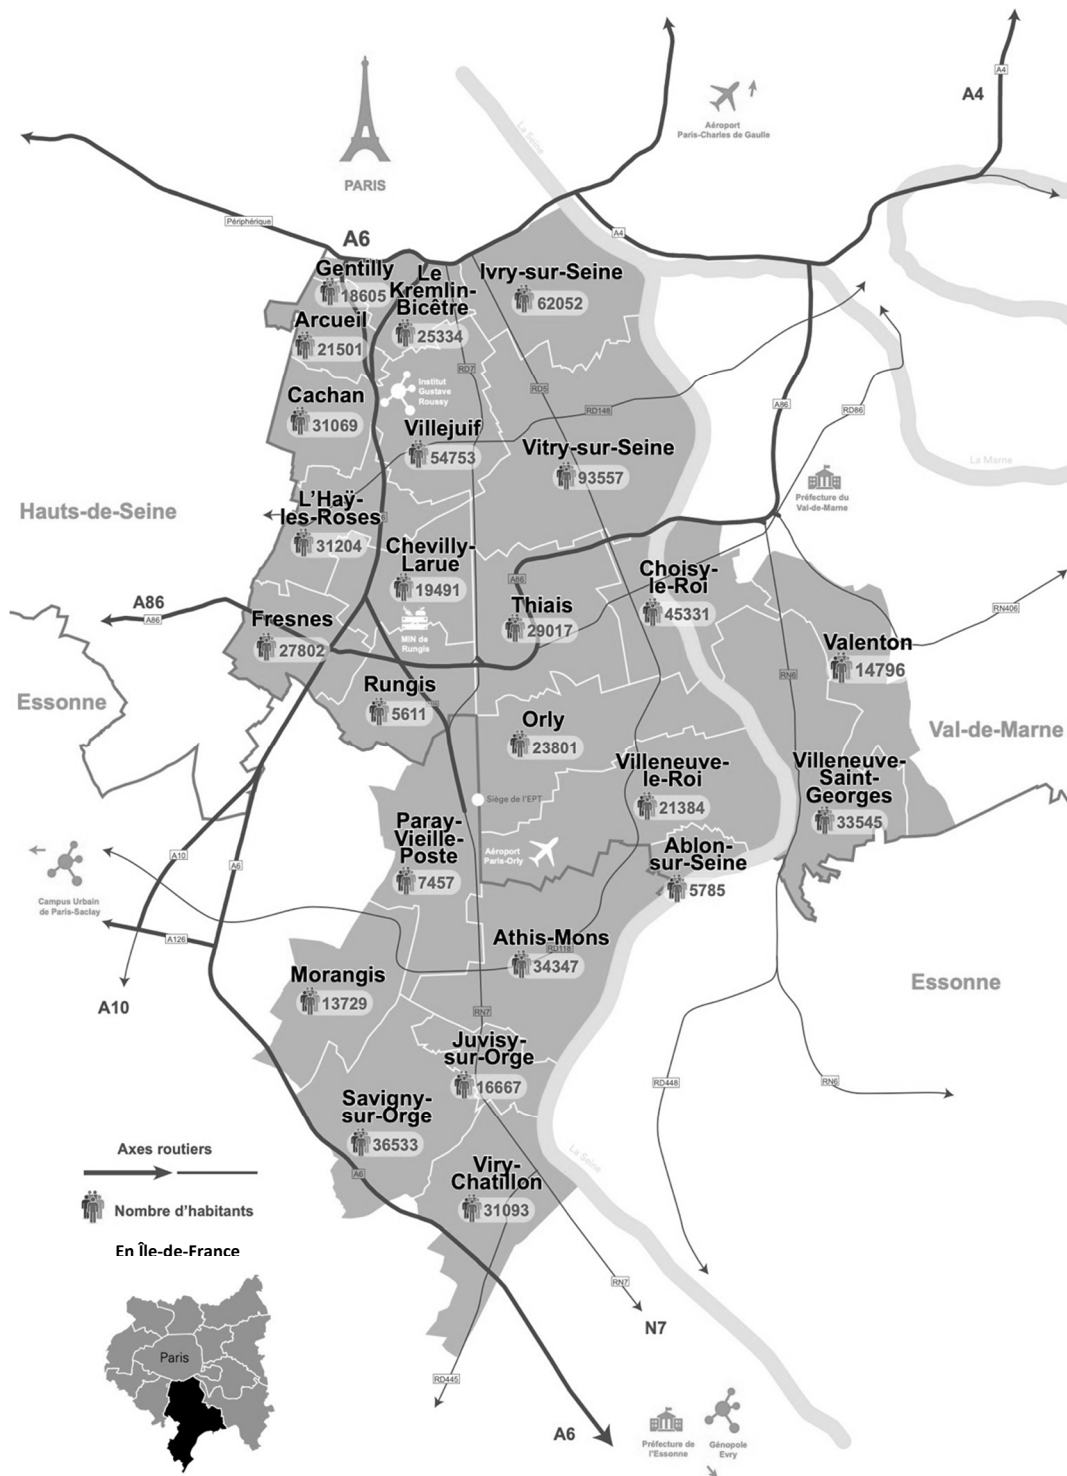 A4
A4
Aéroport
Paris-Charles de Gaulle
La Seine
PARIS
Périphérique
A6
A4
Gentilly
18605
Le
Kremlin-
Bicêtre
25334
Ivry-sur-Seine
62052
Arcueil
21501
Institut
Gustave
Roussy
RD7
RD5
RD148
A86
RD86
Cachan
31069
Villejuif
54753
Vitry-sur-Seine
93557
La Marne
Préfecture du
Val-de-Marne
Hauts-de-Seine
L'Haÿ-
les-Roses
31204
Chevilly-
Larue
19491
A86
Choisy-
le-Roi
45331
A86
A86
Fresnes
27802
MIN de
Rungis
Thiais
29017
RN406
Valenton
14796
RN6
Essonne
Rungis
5611
Orly
23801
Val-de-Marne
Villeneuve-
le-Roi
21384
Villeneuve-
Saint-
Georges
33545
Siège de l'EPT
Paray-
Vieille-
Poste
7457
Aéroport
Paris-Orly
Ablon-
sur-Seine
5785
A10
A6
Campus Urbain
de Paris-Saclay
A126
Athis-Mons
RD118
34347
Morangis
13729
A10
Essonne
RN7
Juvisy-
sur-Orge
16667
RD448
RN6
Savigny-
sur-Orge
36533
A6
Viry-
Chatillon
31093
La Seine
Axes routiers
Nombre d'habitants
En Île-de-France
Paris
RN7
N7
RD445
A6
Préfecture de
l'Essonne
Génopole
Evry